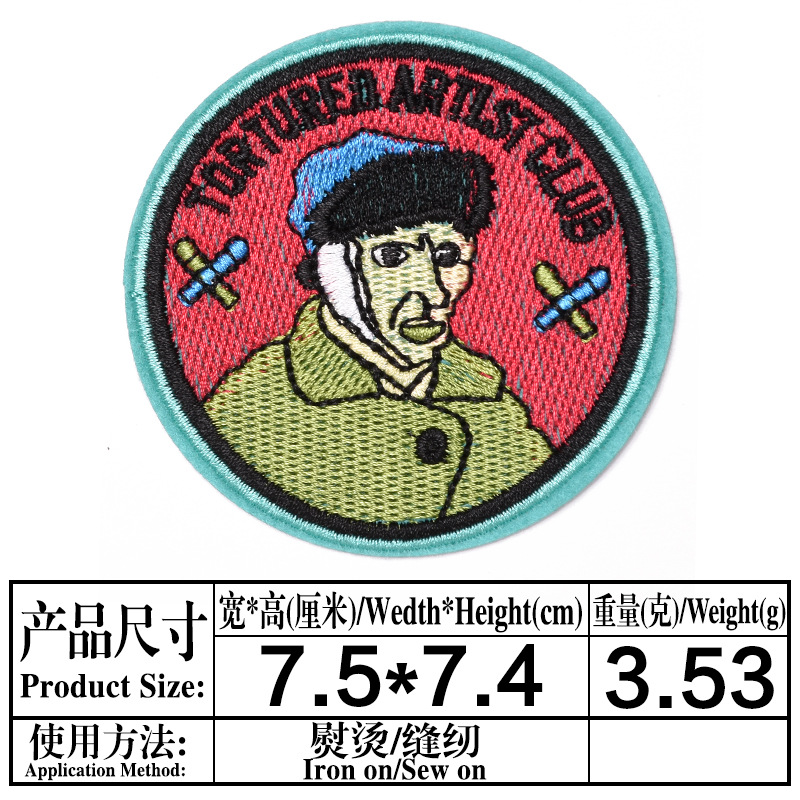 TORTURED ARTIST CLUB
产品尺寸
Product Size:
宽*高(厘米)/Wedth*Height(cm)
7.5*7.4
重量(克)/Weight(g)
3.53
使用方法:
Application Method:
熨烫/缝纫
Iron on/Sew on